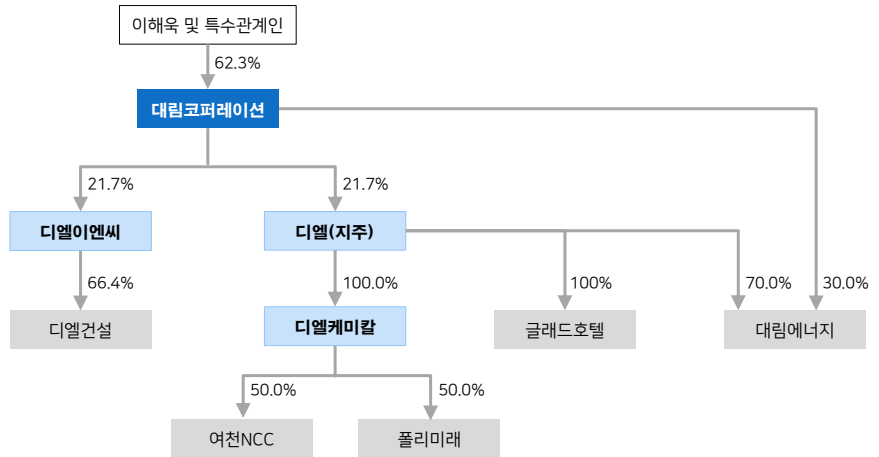 이해욱 및 특수관계인
62.3%
대림코퍼레이션
21.7%
21.7%
디엘이엔씨
디엘(지주)
66.4%
100.0%
100%
70.0%
30.0%
디엘건설
디엘케미칼
글래드호텔
대림에너지
50.0%
50.0%
여천NCC
폴리미래